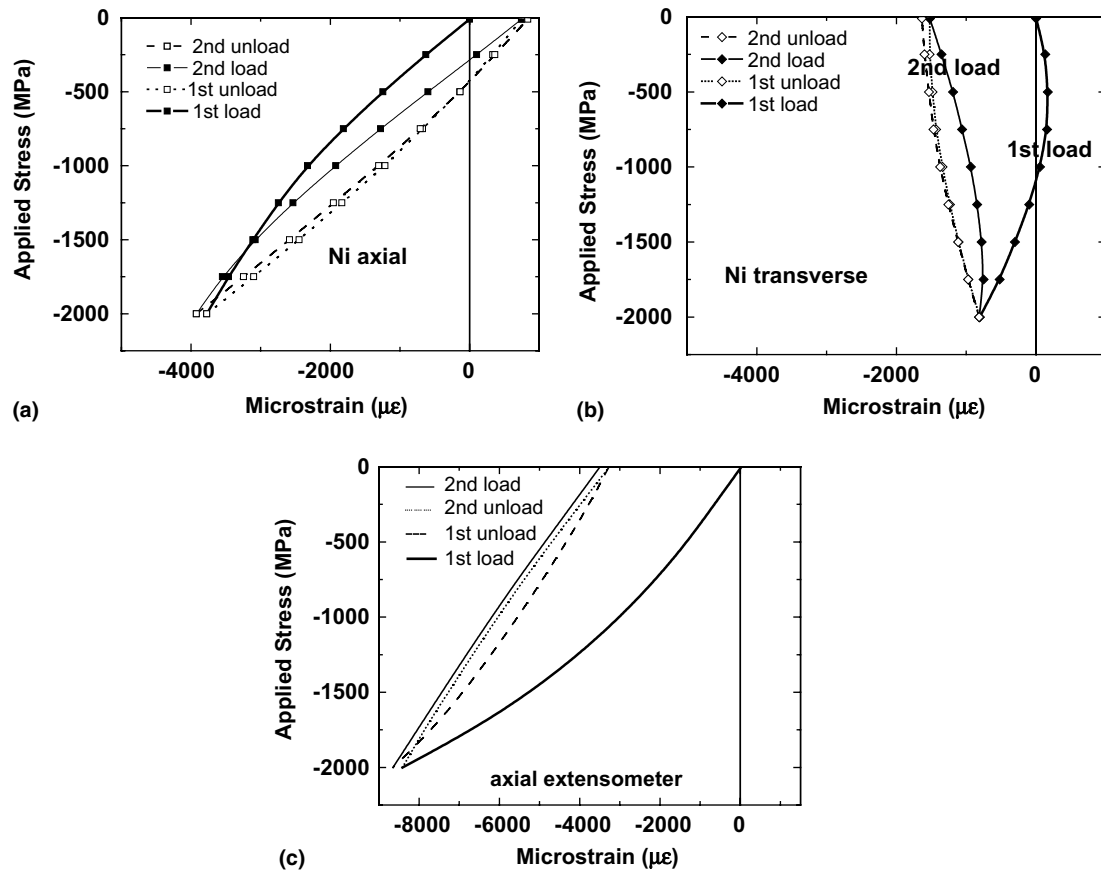 0
-500
-1000
-1500
-2000
Applied Stress (MPa)
2nd unload
2nd load
1st unload
1st load
Ni axial
-4000
-2000
0
Microstrain (με)
(a)
0
-500
-1000
-1500
-2000
Applied Stress (MPa)
2nd unload
2nd load
1st unload
1st load
2nd load
1st load
Ni transverse
-4000
-2000
0
Microstrain (με)
(b)
0
-500
-1000
-1500
-2000
Applied Stress (MPa)
2nd load
2nd unload
1st unload
1st load
axial extensometer
-8000
-6000
-4000
-2000
0
Microstrain (με)
(c)